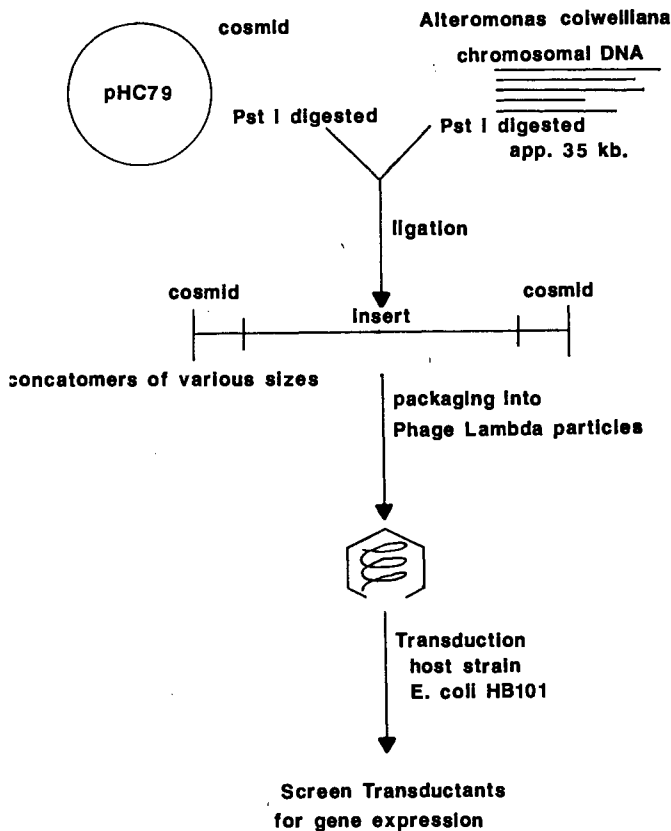 cosmid
pHC79
Pst I digested
Alteromonas colwelliana
chromosomal DNA
Pst I digested
app. 35 kb.
ligation
cosmid
insert
cosmid
concatomers of various sizes
packaging into
Phage Lambda particles
Transduction
host strain
E. coli HB101
Screen Transductants
for gene expression